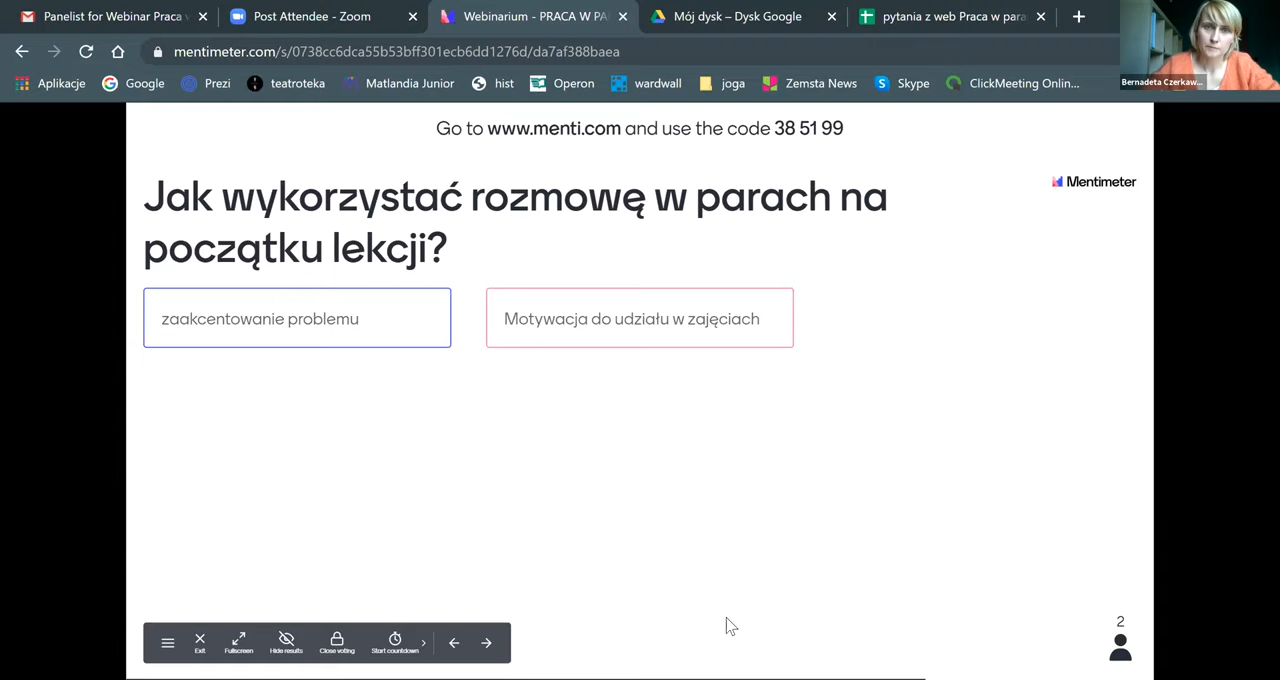 Panelist for Webinar Praca
Post Attendee - Zoom
Webinarium - PRACA W PA
Mój dysk – Dysk Google
pytania z web Praca w para
mentimeter.com/s/0738cc6dca55b53bff301ecb6dd1276d/da7af388baea
Bernadeta Czerkaw...
Aplikacje
Google
Prezi
teatroteka
Matlandia Junior
hist
Operon
wardwall
joga
Zemsta News
Skype
ClickMeeting Onlin...
Go to www.menti.com and use the code 38 51 99
Mentimeter
Jak wykorzystać rozmowę w parach na
początku lekcji?
zaakcentowanie problemu
Motywacja do udziału w zajęciach
2
Exit
Fullscreen
Hide results
Close voting
Start countdown